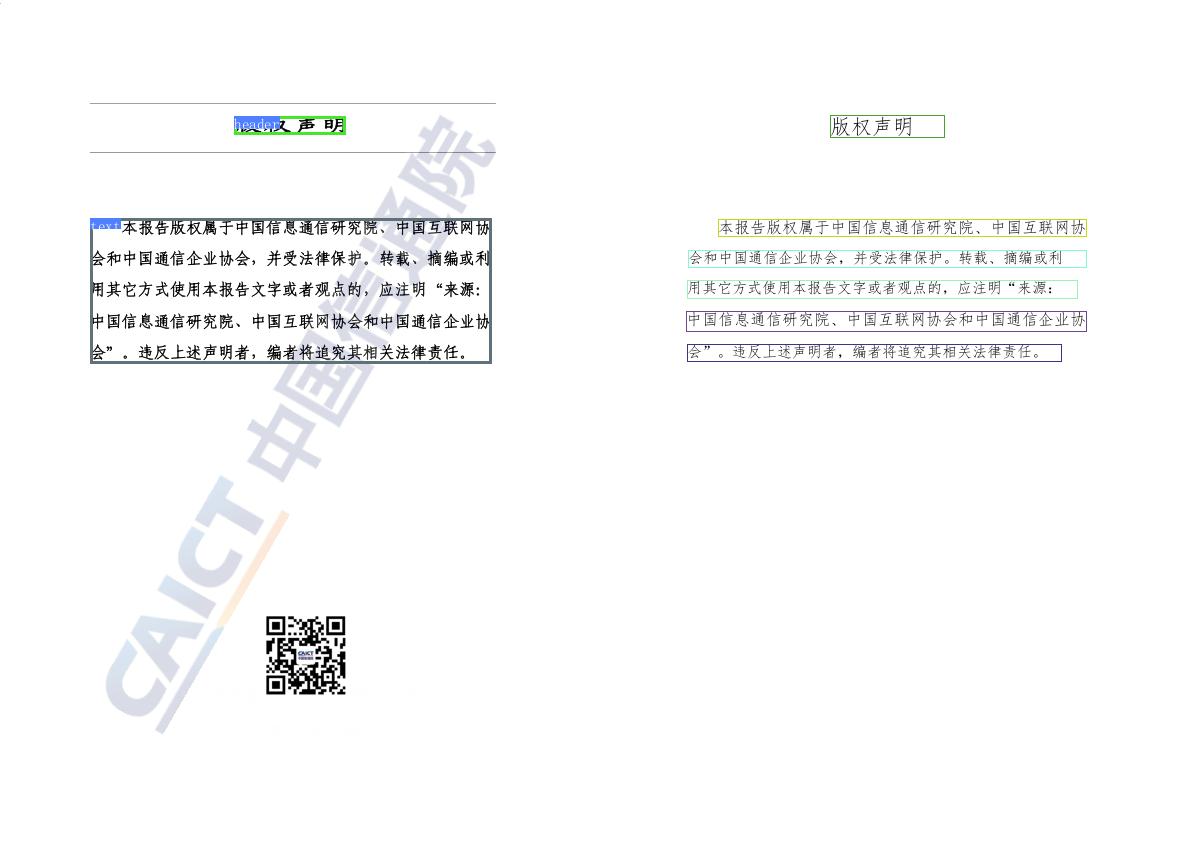 header
版权声明
text
本报告版权属于中国信息通信研究院、中国互联网协
会和中国通信企业协会，并受法律保护。转载、摘编或利
用其它方式使用本报告文字或者观点的，应注明“来源：
中国信息通信研究院、中国互联网协会和中国通信企业协
会”。违反上述声明者，编者将追究其相关法律责任。
CAICT 中国信通院
CAICT
版权声明
本报告版权属于中国信息通信研究院、中国互联网协
会和中国通信企业协会，并受法律保护。转载、摘编或利
用其它方式使用本报告文字或者观点的，应注明“来源：
中国信息通信研究院、中国互联网协会和中国通信企业协
会”。违反上述声明者，编者将追究其相关法律责任。